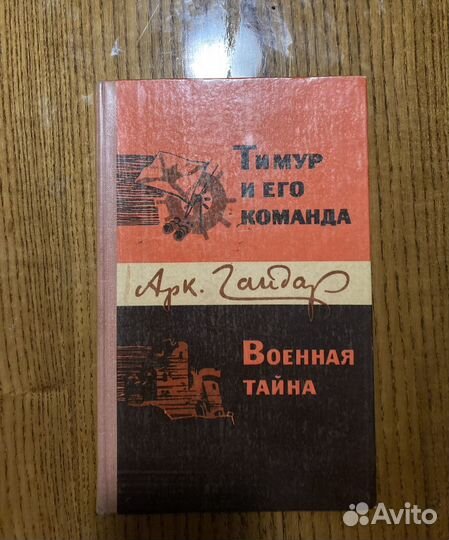 Тимур
и его
команда
Арк. Гайдар
Военная
тайна
Avito